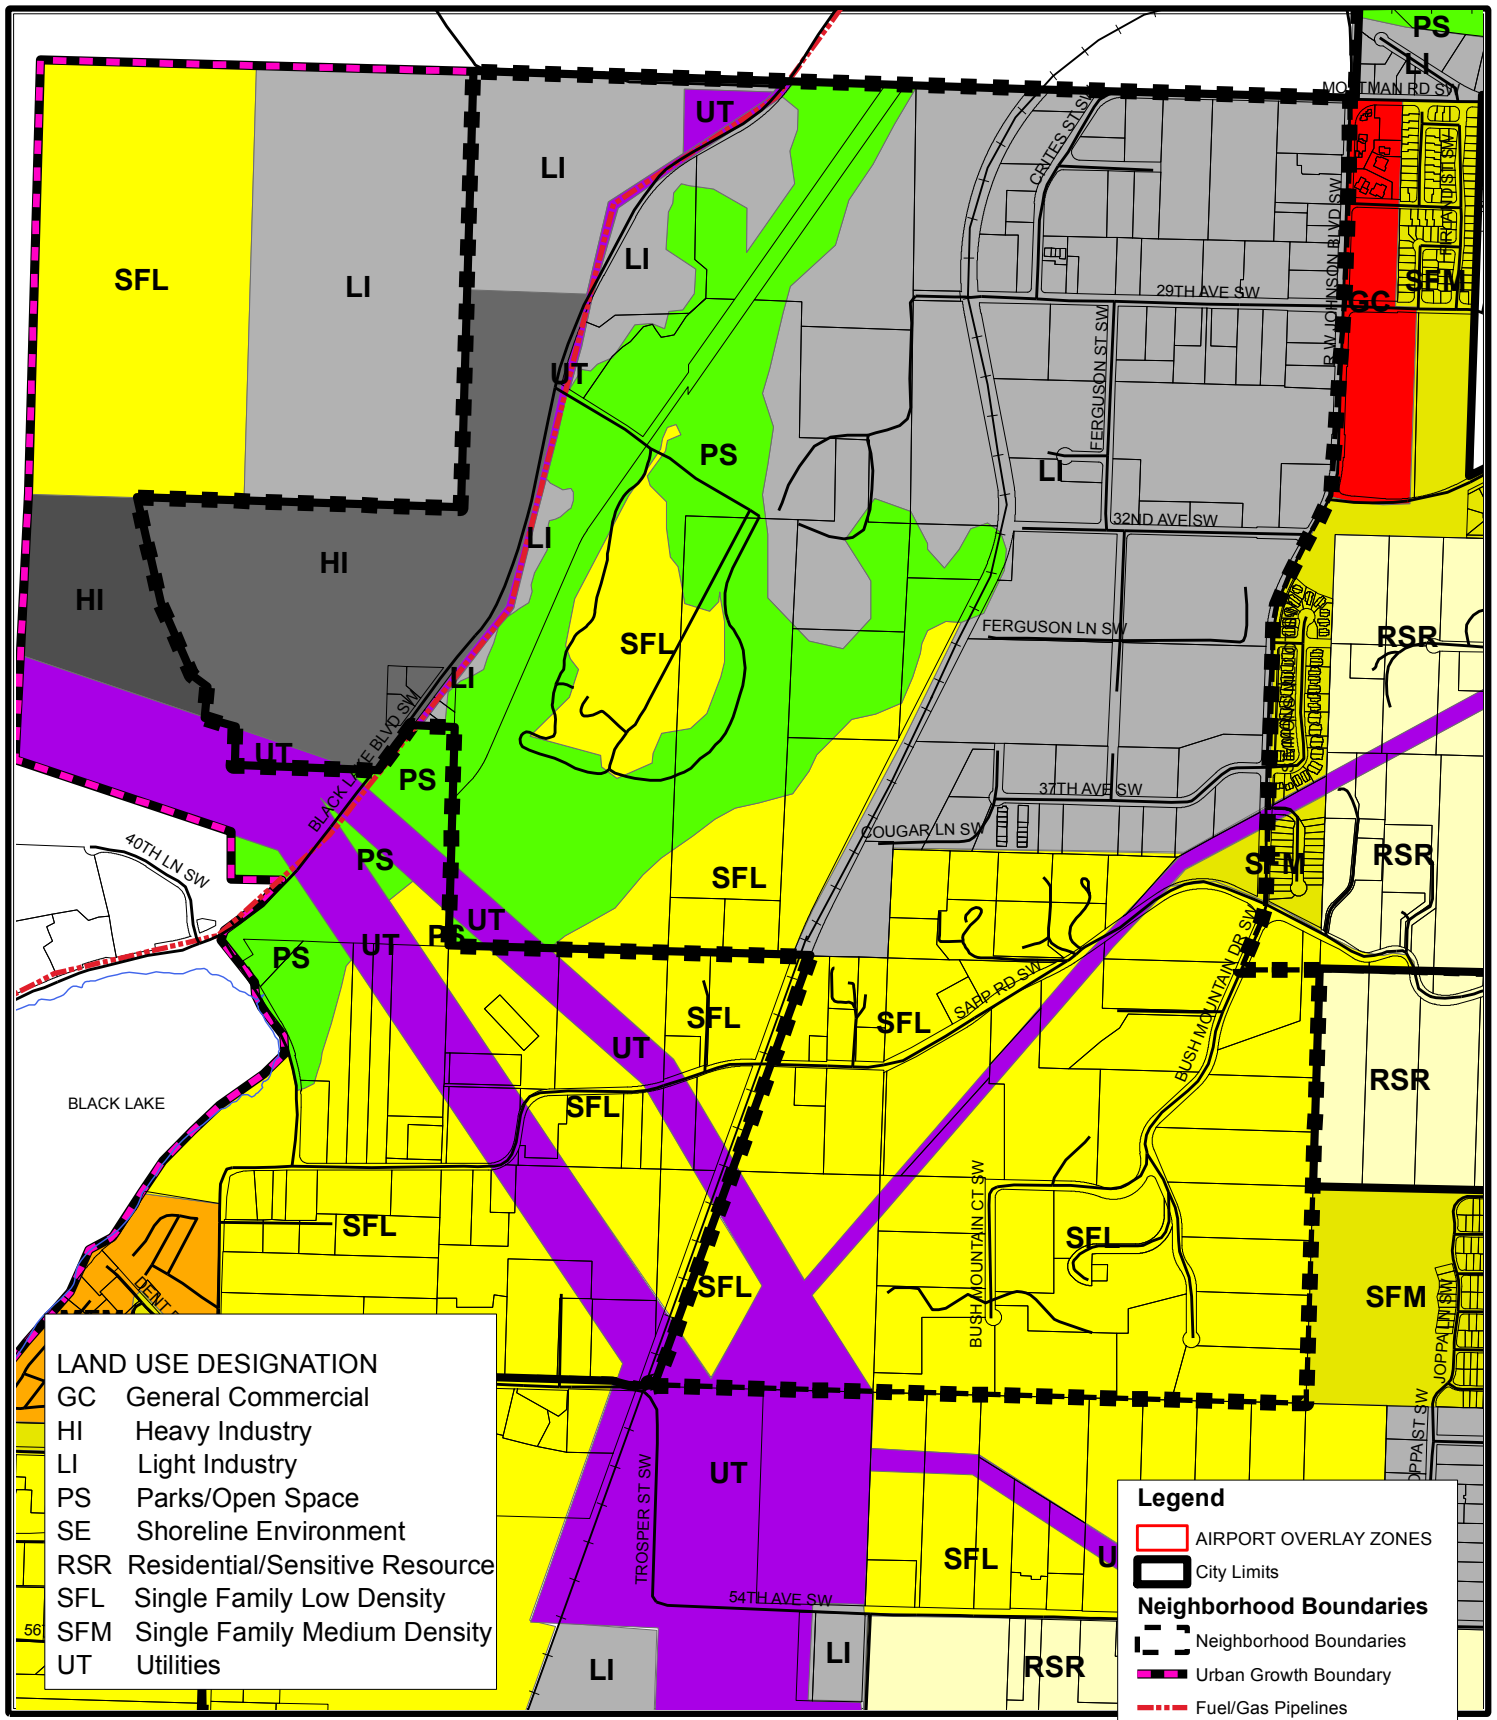 PS
LI
MOTTMAN RD SW
UT
CRITES ST SW
LI
R W JOHNSON BLVD SW
LI
SFL
LI
SFM
29TH AVE SW
GC
FERGUSON ST SW
UT
PS
LI
32ND AVE SW
LI
HI
HI
FERGUSON LN SW
RSR
SFL
LI
BLACK LAKE BLVD SW
UT
PS
37TH AVE SW
COUGAR LN SW
40TH LN SW
PS
SFM
RSR
SFL
UT
PS
UT
PS
BUSH MOUNTAIN DR SW
SAPP RD SW
SFL
SFL
UT
RSR
BLACK LAKE
SFL
BUSH MOUNTAIN CT SW
SFL
SFL
SFL
SFM
JOPPA LN SW
DENT
UT
TROSPER ST SW
SFL
54TH AVE SW
LI
LI
RSR
LAND USE DESIGNATION
GC General Commercial
HI Heavy Industry
LI Light Industry
PS Parks/Open Space
SE Shoreline Environment
RSR Residential/Sensitive Resource
SFL Single Family Low Density
SFM Single Family Medium Density
UT Utilities
56
Legend
AIRPORT OVERLAY ZONES
City Limits
Neighborhood Boundaries
Neighborhood Boundaries
Urban Growth Boundary
Fuel/Gas Pipelines